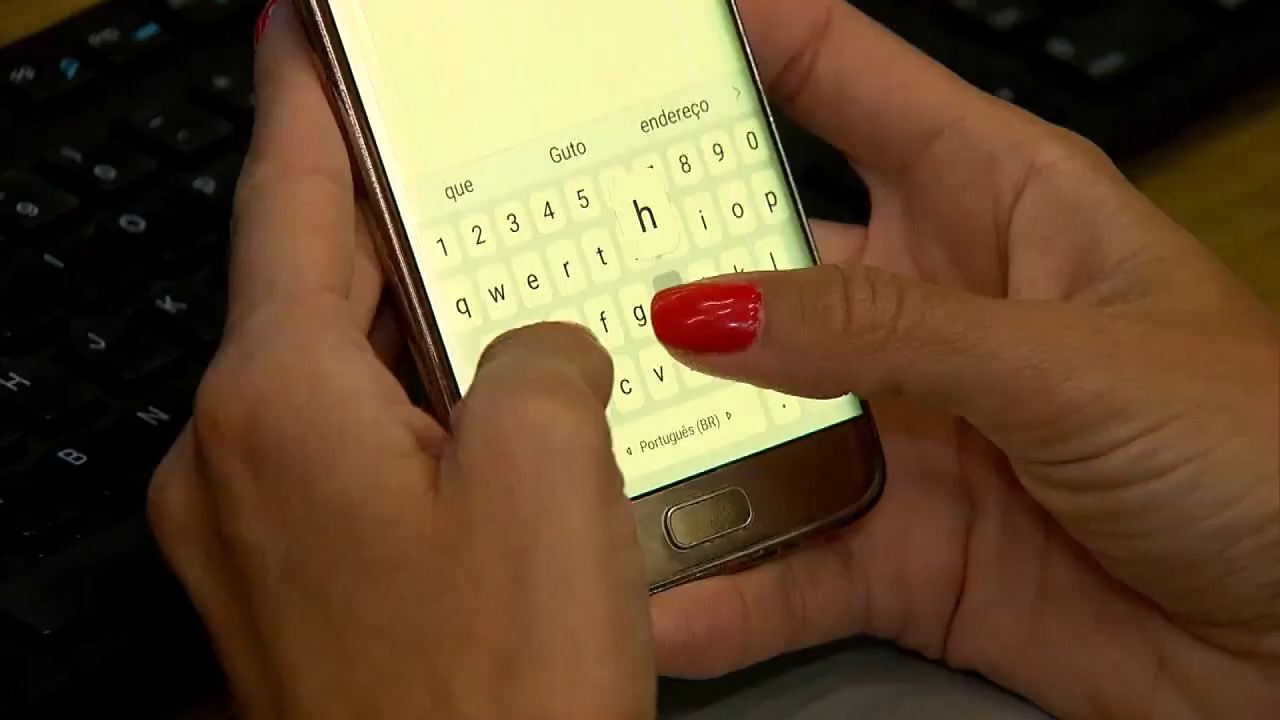 que Guto endereço
1 2 3 4 5 8 9 0
q w e r t h i o p
f g k l
c v .
Português (BR)
K
V
H
N
B